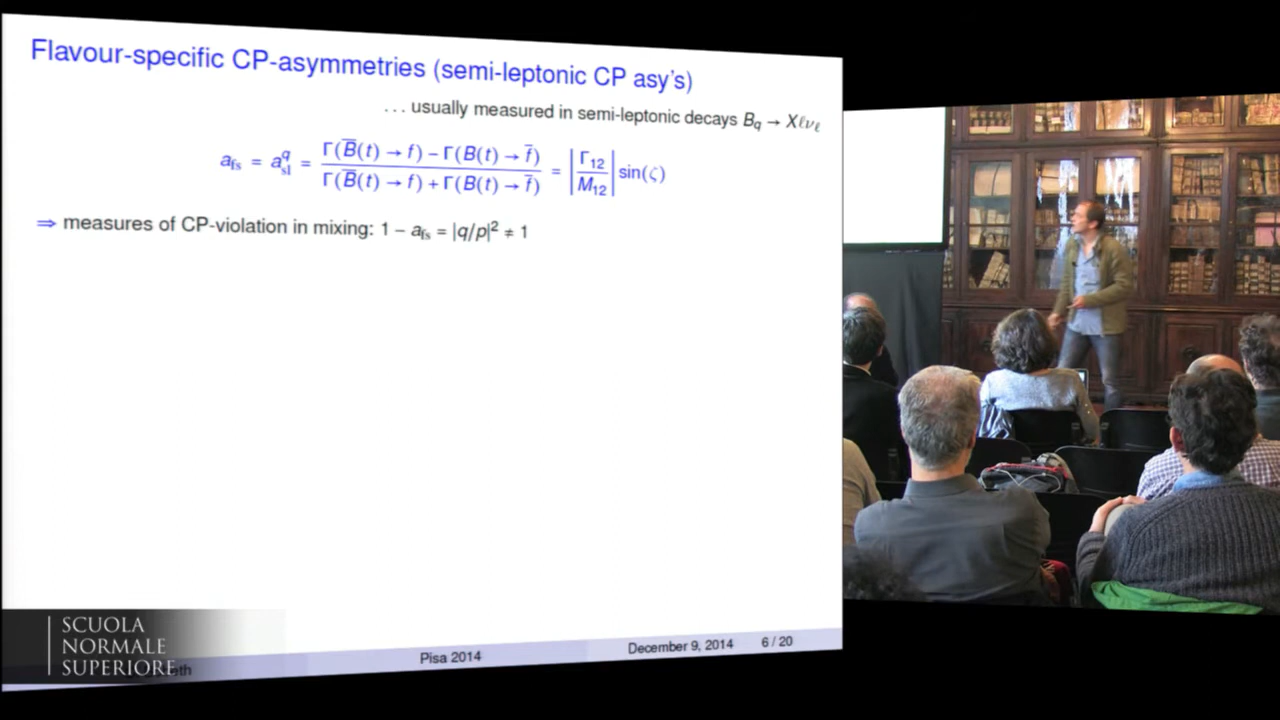 Flavour-specific CP-asymmetries (semi-leptonic CP asy's)
... usually measured in semi-leptonic decays B_q → Xℓν_ℓ
a_fs = a^q_sl = Γ(B̅(t) → f) − Γ(B(t) → f̅) / Γ(B̅(t) → f) + Γ(B(t) → f̅) = |Γ₁₂ / M₁₂| sin(ζ)
⇒ measures of CP-violation in mixing: 1 − a_fs = |q/p|² ≠ 1
SCUOLA
NORMALE
SUPERIORE
Pisa 2014
December 9, 2014
6 / 20